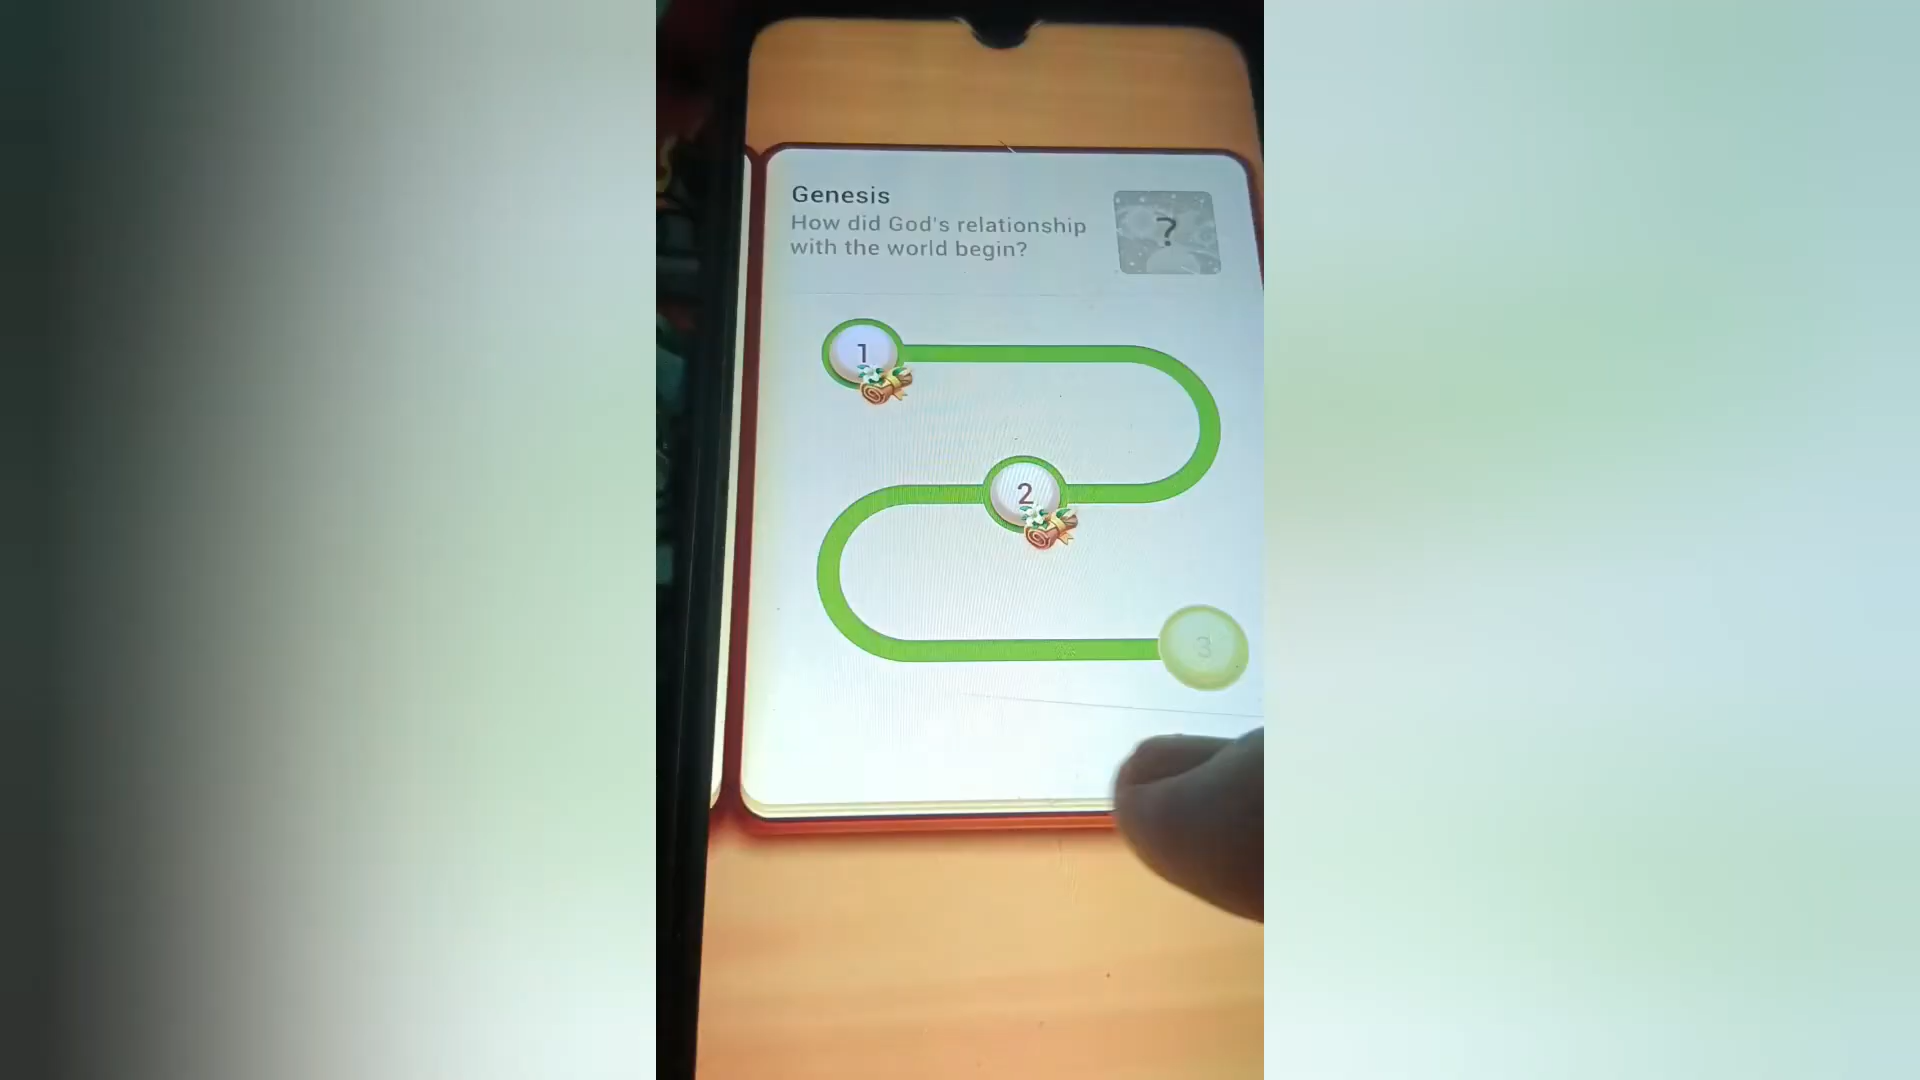 Genesis
How did God's relationship
with the world begin?
?
1
2
3